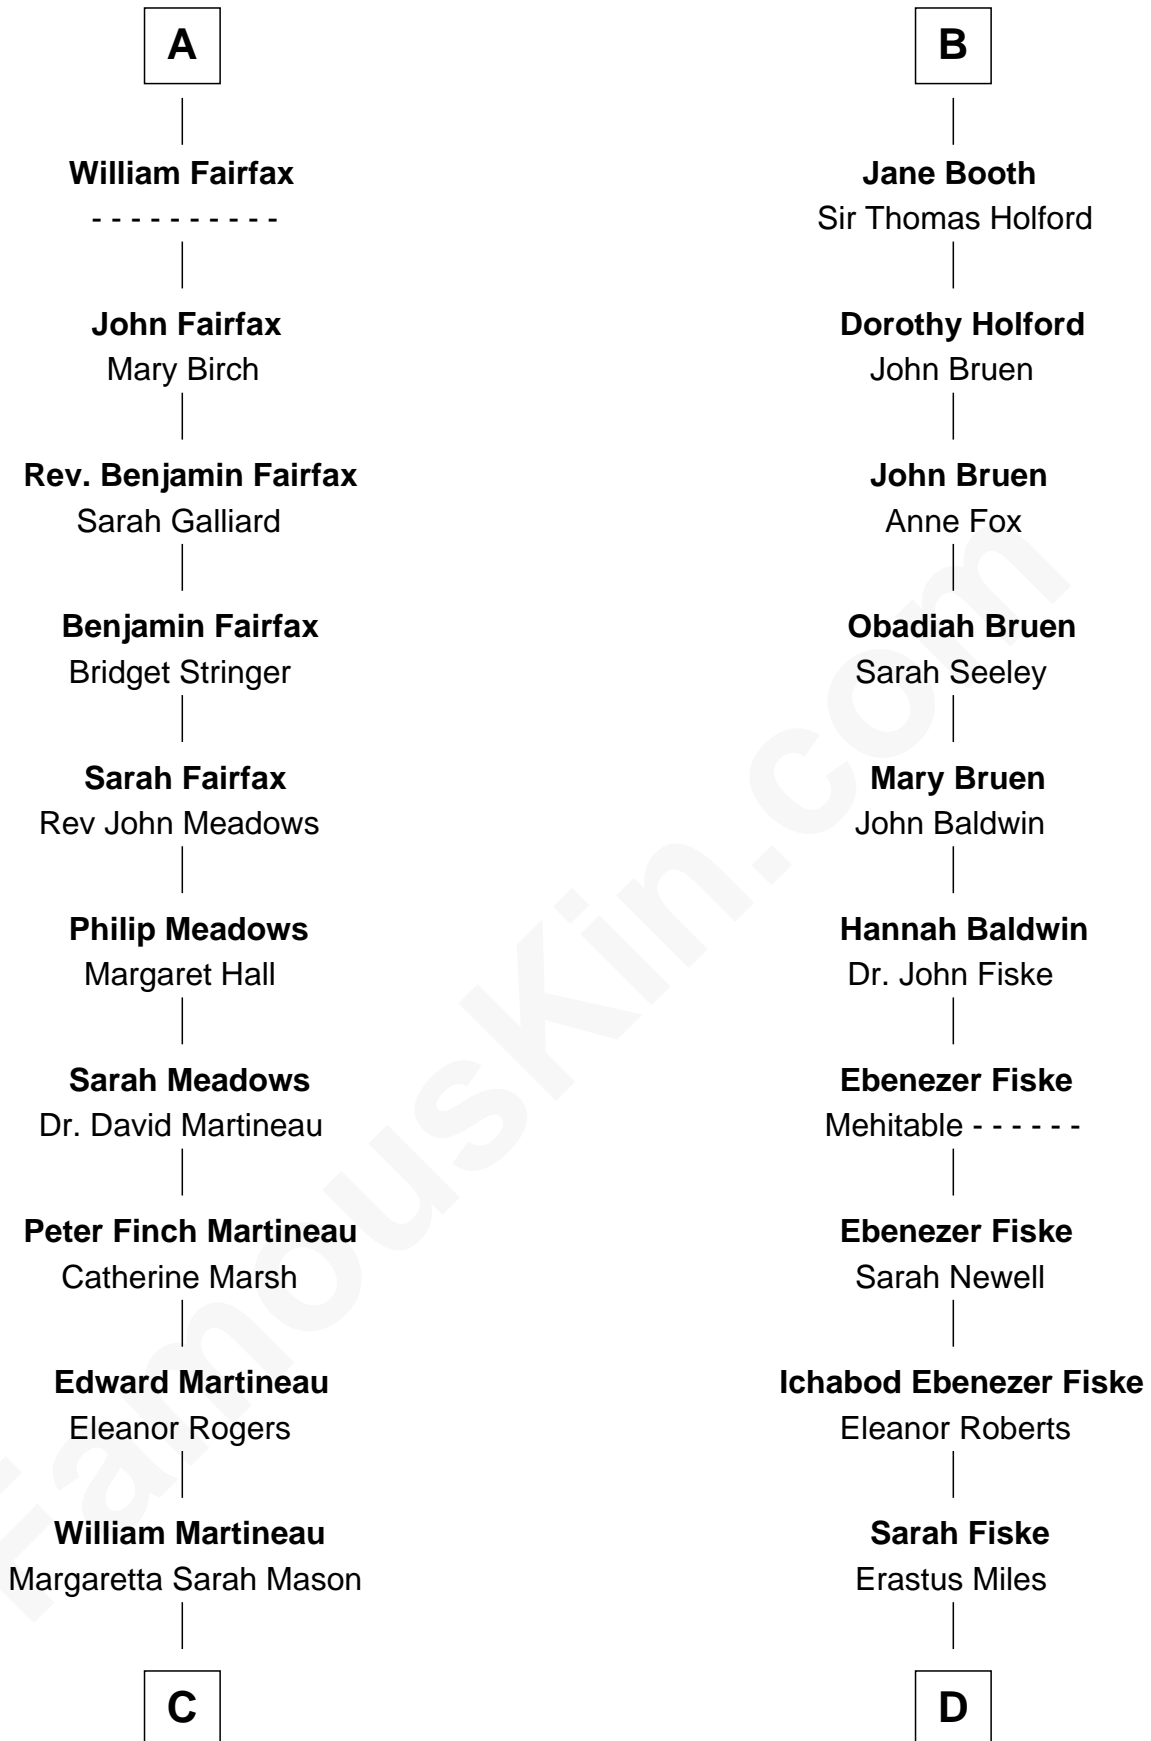 A
William Fairfax
- - - - - - - - - -
John Fairfax
Mary Birch
Rev. Benjamin Fairfax
Sarah Galliard
Benjamin Fairfax
Bridget Stringer
Sarah Fairfax
Rev John Meadows
Philip Meadows
Margaret Hall
Sarah Meadows
Dr. David Martineau
Peter Finch Martineau
Catherine Marsh
Edward Martineau
Eleanor Rogers
William Martineau
Margaretta Sarah Mason
C
B
Jane Booth
Sir Thomas Holford
Dorothy Holford
John Bruen
John Bruen
Anne Fox
Obadiah Bruen
Sarah Seeley
Mary Bruen
John Baldwin
Hannah Baldwin
Dr. John Fiske
Ebenezer Fiske
Mehitable - - - - - -
Ebenezer Fiske
Sarah Newell
Ichabod Ebenezer Fiske
Eleanor Roberts
Sarah Fiske
Erastus Miles
D
FamousKin.com